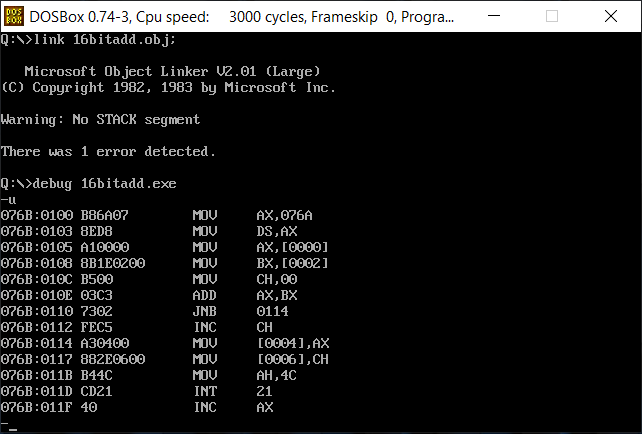 DOSBox 0.74-3, Cpu speed: 3000 cycles, Frameskip 0, Progra...
Q:\>link 16bitadd.obj;
Microsoft Object Linker V2.01 (Large)
(C) Copyright 1982, 1983 by Microsoft Inc.
Warning: No STACK segment
There was 1 error detected.
Q:\>debug 16bitadd.exe
-u
076B:0100 B86A07 MOV AX,076A
076B:0103 8ED8 MOV DS,AX
076B:0105 A10000 MOV AX,[0000]
076B:0108 8B1E0200 MOV BX,[0002]
076B:010C B500 MOV CH,00
076B:010E 03C3 ADD AX,BX
076B:0110 7302 JNB 0114
076B:0112 FEC5 INC CH
076B:0114 A30400 MOV [0004],AX
076B:0117 882E0600 MOV [0006],CH
076B:011B B44C MOV AH,4C
076B:011D CD21 INT 21
076B:011F 40 INC AX
-_